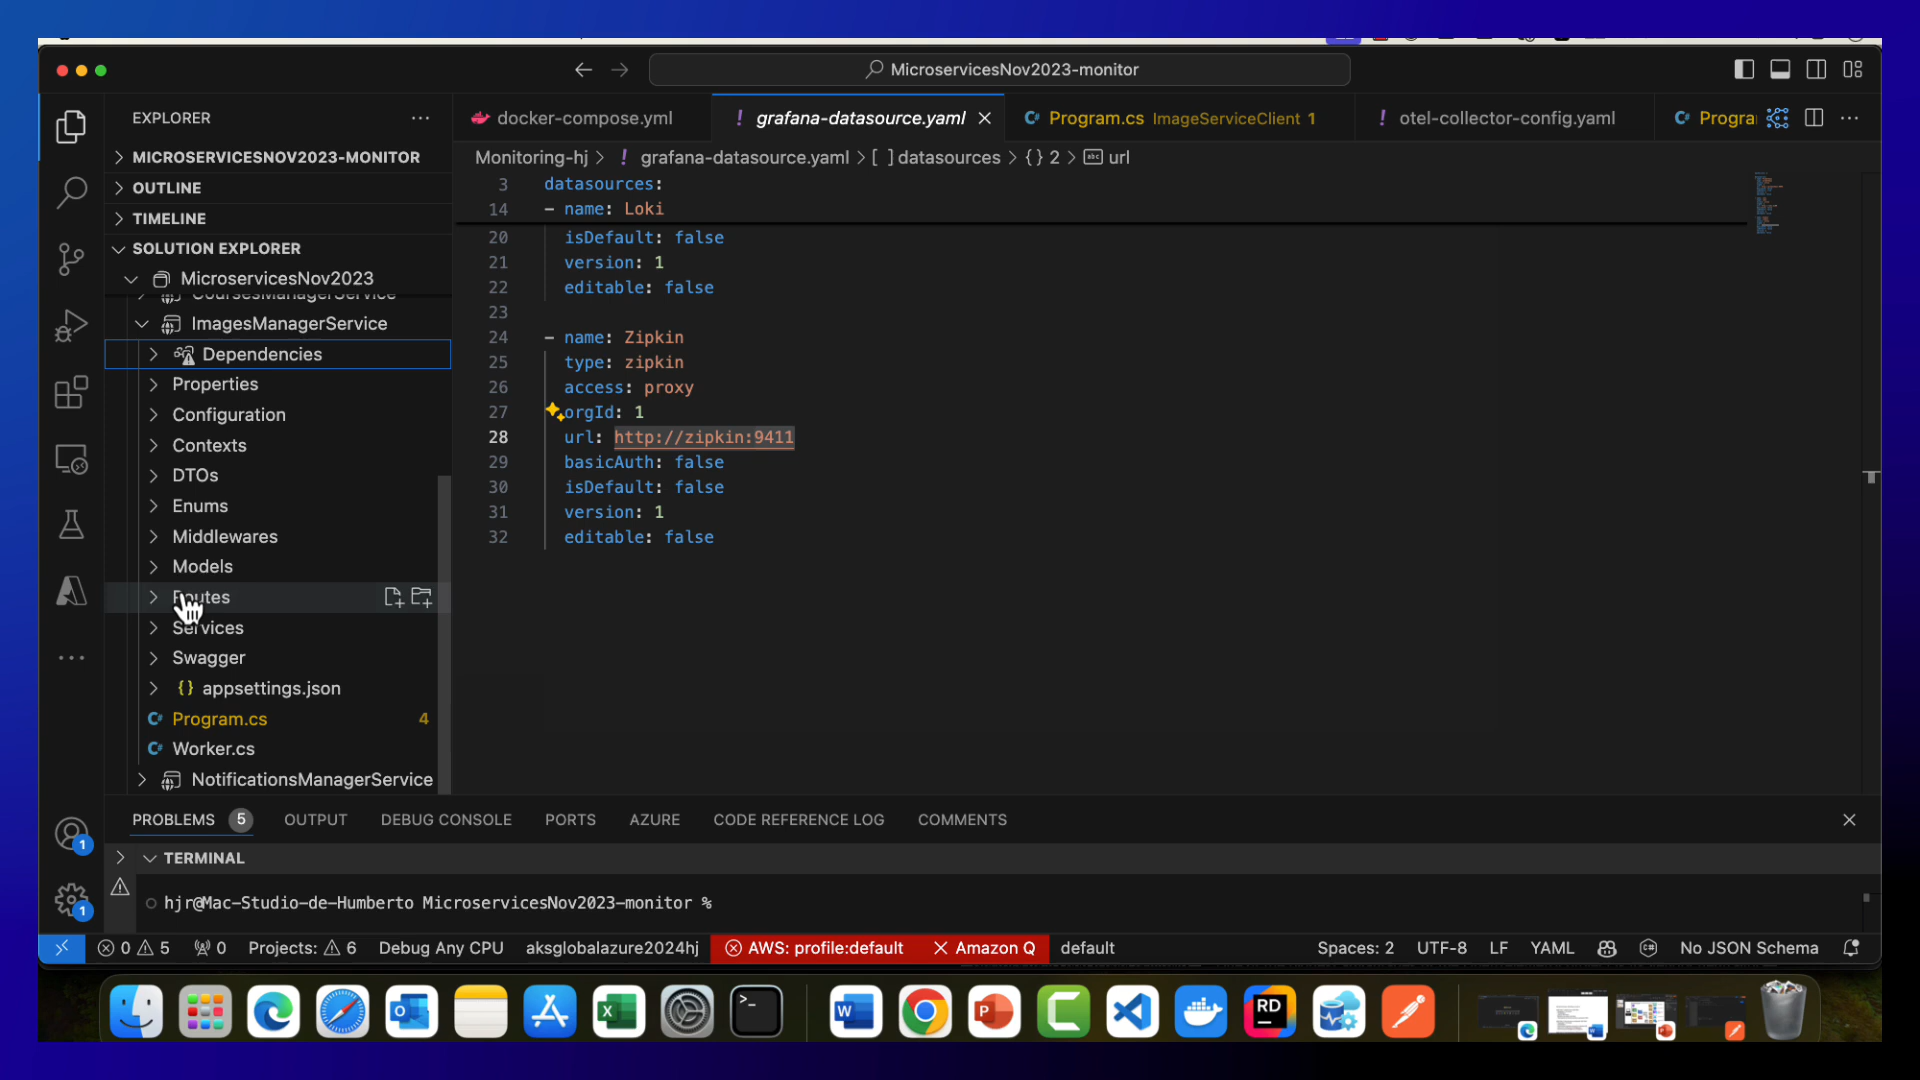 MicroservicesNov2023-monitor
EXPLORER
docker-compose.yml
! grafana-datasource.yaml
Program.cs ImageServiceClient 1
! otel-collector-config.yaml
Progra
MICROSERVICESNOV2023-MONITOR
OUTLINE
TIMELINE
SOLUTION EXPLORER
MicroservicesNov2023
CoursesManagerService
ImagesManagerService
Dependencies
Properties
Configuration
Contexts
DTOs
Enums
Middlewares
Models
Routes
Services
Swagger
{} appsettings.json
C# Program.cs 4
C# Worker.cs
NotificationsManagerService
Monitoring-hj > ! grafana-datasource.yaml > [ ] datasources > {} 2 > abc url
3 datasources:
14 - name: Loki
20 isDefault: false
21 version: 1
22 editable: false
23
24 - name: Zipkin
25 type: zipkin
26 access: proxy
27 orgId: 1
28 url: http://zipkin:9411
29 basicAuth: false
30 isDefault: false
31 version: 1
32 editable: false
PROBLEMS 5 OUTPUT DEBUG CONSOLE PORTS AZURE CODE REFERENCE LOG COMMENTS
TERMINAL
hjr@Mac-Studio-de-Humberto MicroservicesNov2023-monitor %
1
1
0 5 0 Projects: 6 Debug Any CPU aksglobalazure2024hj AWS: profile:default Amazon Q default Spaces: 2 UTF-8 LF YAML No JSON Schema
RD